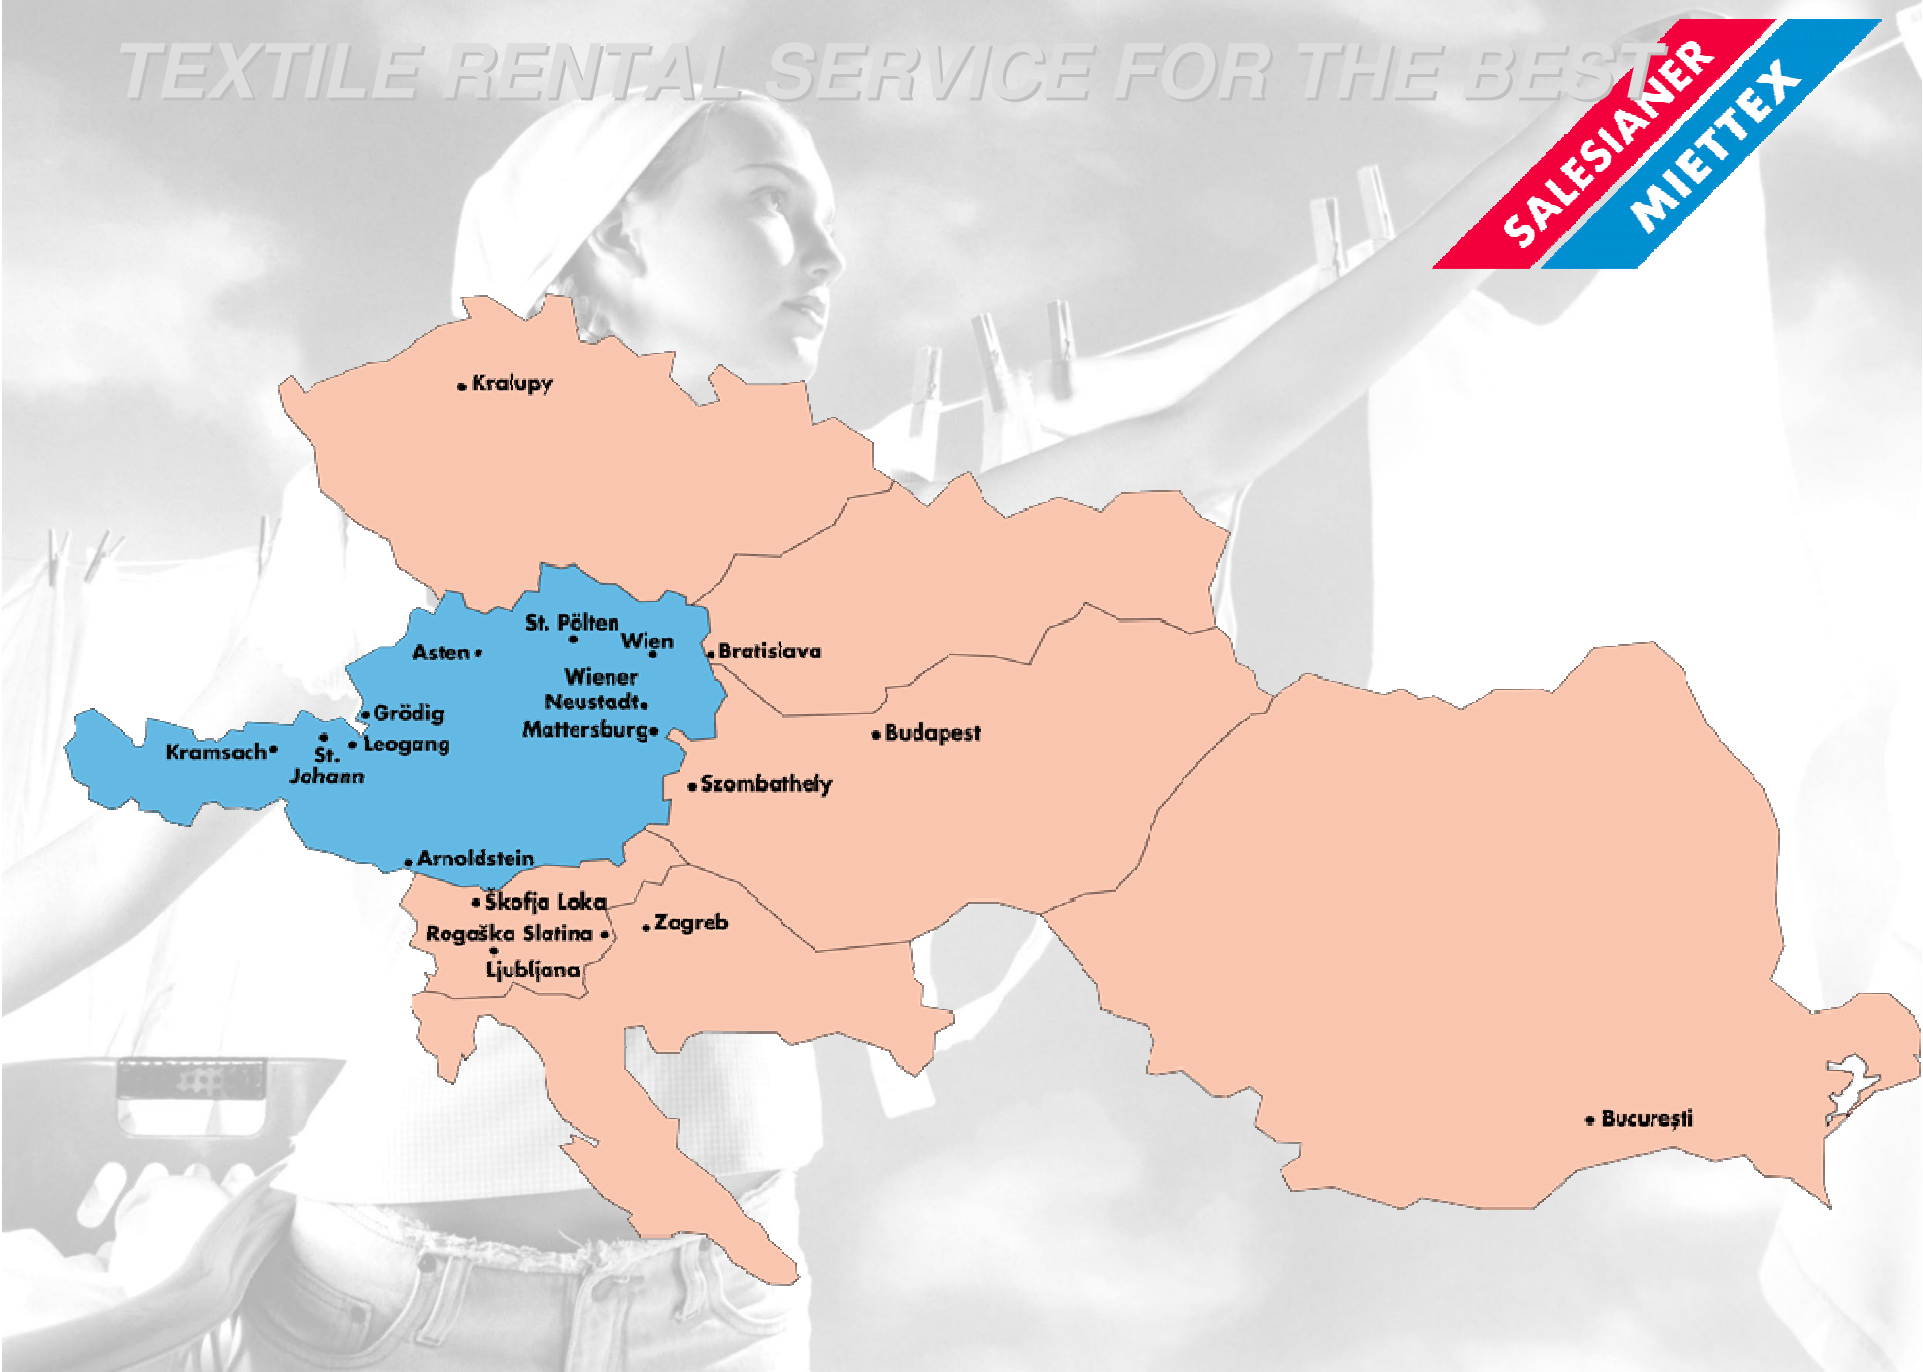 TEXTILE RENTAL SERVICE FOR THE BEST
SALESIANER
MIETTEX
Kralupy
St. Pölten
Wien
Asten
Bratislava
Wiener
Neustadt
Grödig
Mattersburg
Budapest
Kramsach
St.
Johann
Leogang
Szombathely
Arnoldstein
Škofja Loka
Zagreb
Rogaška Slatina
Ljubljana
Bucureşti